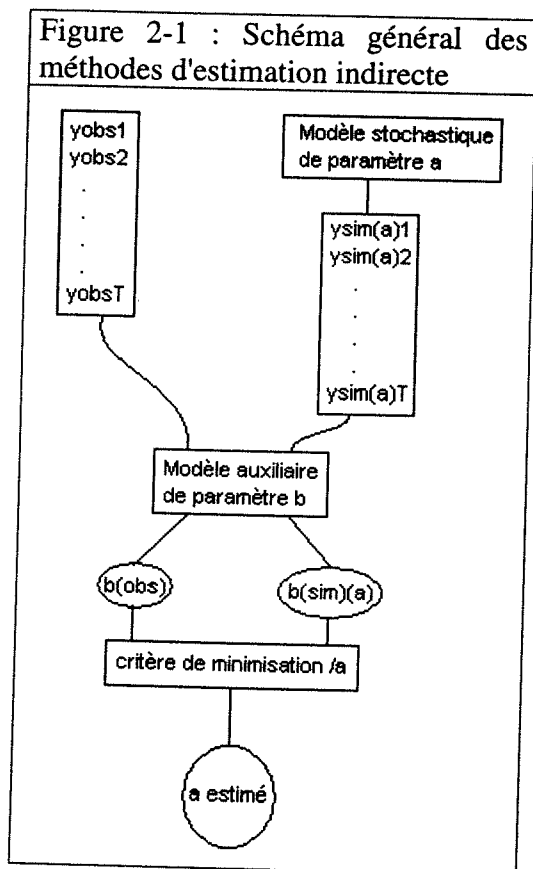 Figure 2-1 : Schéma général des
méthodes d'estimation indirecte
yobs1
yobs2
.
.
.
.
yobsT
Modèle stochastique
de paramètre a
ysim(a)1
ysim(a)2
.
.
.
.
ysim(a)T
Modèle auxiliaire
de paramètre b
b(obs)
b(sim)(a)
critère de minimisation /a
a estimé